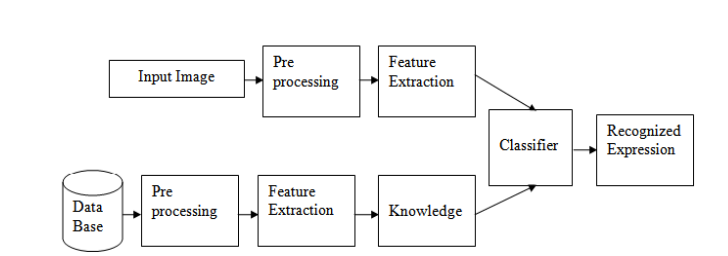 Input Image
Pre
processing
Feature
Extraction
Classifier
Recognized
Expression
Data
Base
Pre
processing
Feature
Extraction
Knowledge